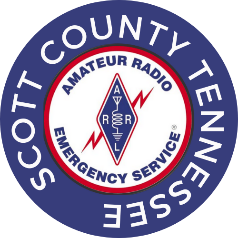 SCOTT COUNTY TENNESSEE
AMATEUR RADIO
A
R R
L
EMERGENCY SERVICE
®